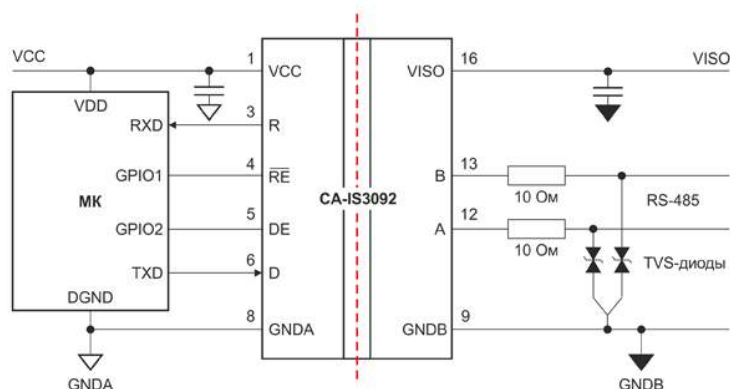 VCC 1 16 VISO
VCC VISO
VDD
RXD 3 R
GPIO1 4 RE 13 B
МК CA-IS3092 10 Ом RS-485
GPIO2 5 DE 12 A
10 Ом
TXD 6 D TVS-диоды
DGND
8 GNDA 9 GNDB
GNDA GNDB